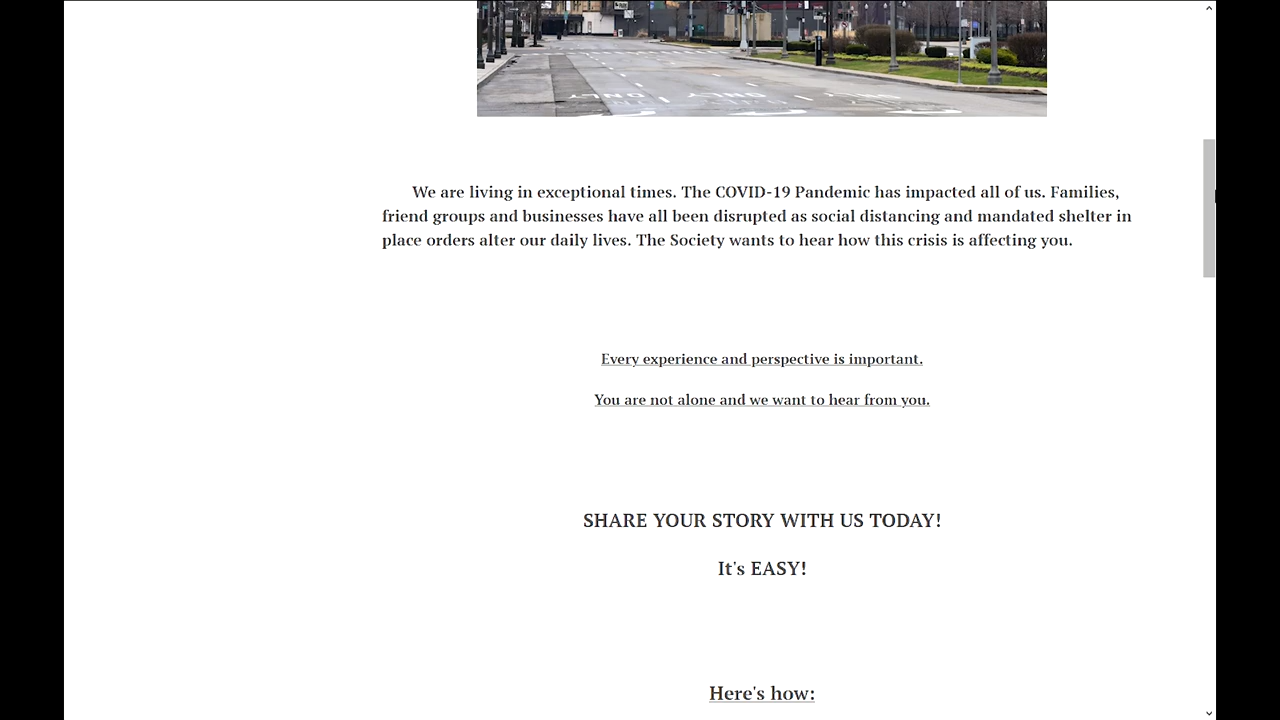 ONLY ONLY ONLY
We are living in exceptional times. The COVID-19 Pandemic has impacted all of us. Families,
friend groups and businesses have all been disrupted as social distancing and mandated shelter in
place orders alter our daily lives. The Society wants to hear how this crisis is affecting you.
Every experience and perspective is important.
You are not alone and we want to hear from you.
SHARE YOUR STORY WITH US TODAY!
It's EASY!
Here's how: